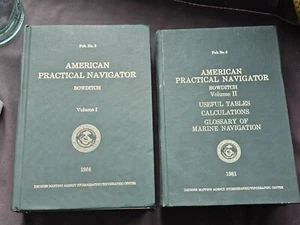 Pub. No. 9
AMERICAN
PRACTICAL NAVIGATOR
BOWDITCH
Volume I
1984
DEFENSE MAPPING AGENCY HYDROGRAPHIC/TOPOGRAPHIC CENTER
Pub. No. 9
AMERICAN
PRACTICAL NAVIGATOR
BOWDITCH
Volume II
USEFUL TABLES
CALCULATIONS
GLOSSARY OF
MARINE NAVIGATION
1981
DEFENSE MAPPING AGENCY HYDROGRAPHIC/TOPOGRAPHIC CENTER